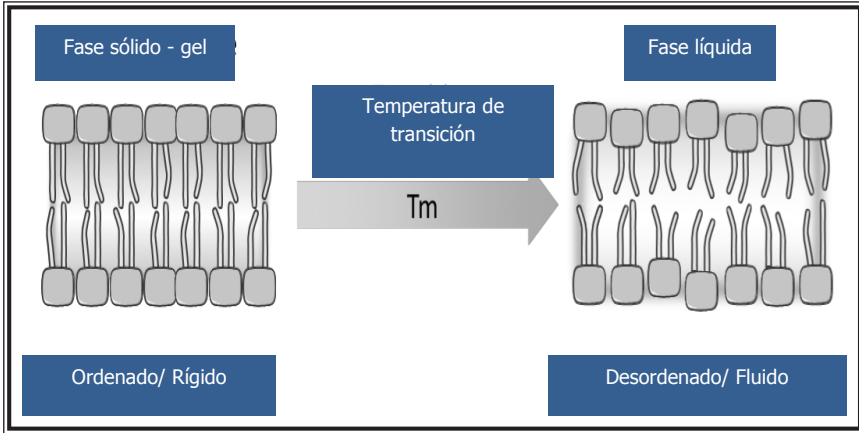 Fase sólido - gel
Fase líquida
Temperatura de
transición
Tm
Ordenado/ Rígido
Desordenado/ Fluido